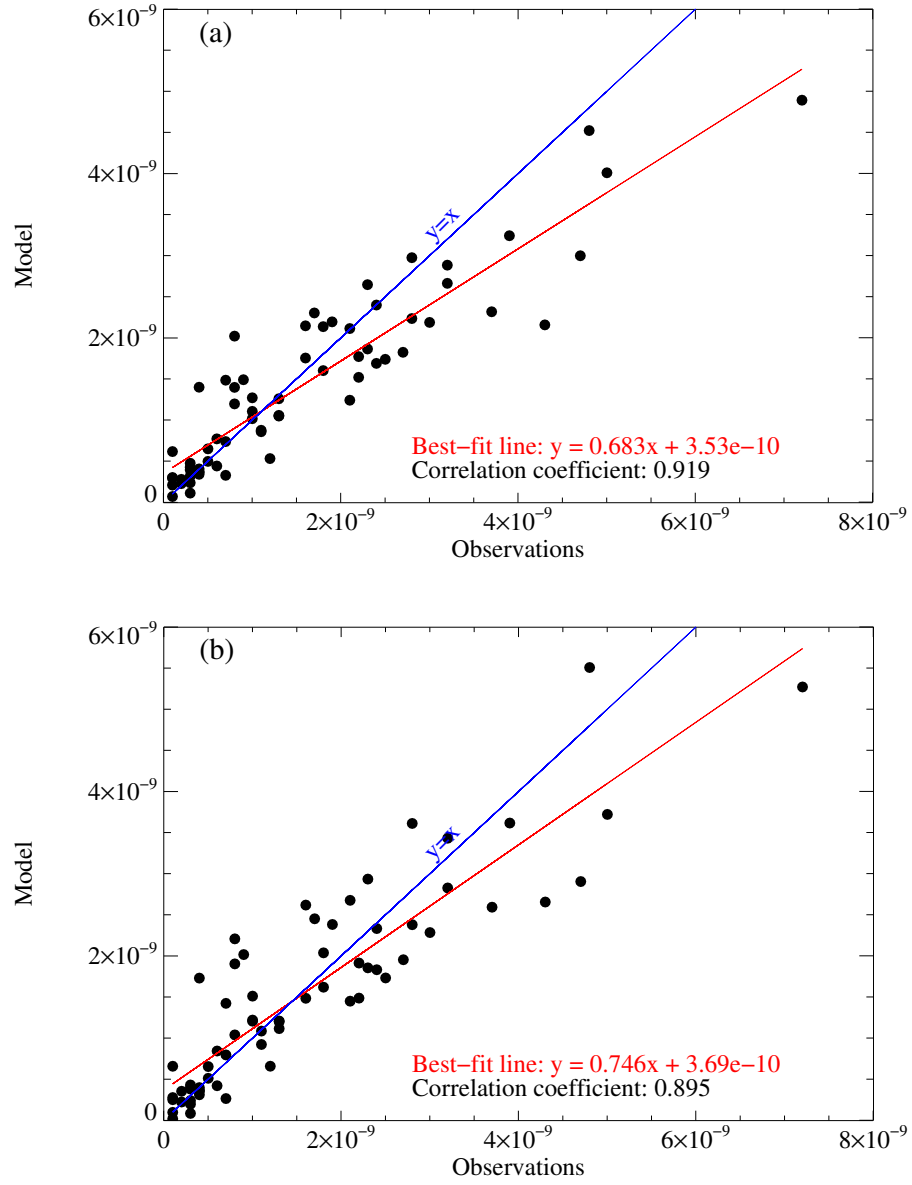 (a)
6×10⁻⁹
4×10⁻⁹
2×10⁻⁹
0
Model
y=x
Best−fit line: y = 0.683x + 3.53e−10
Correlation coefficient: 0.919
0
2×10⁻⁹
4×10⁻⁹
6×10⁻⁹
8×10⁻⁹
Observations
(b)
6×10⁻⁹
4×10⁻⁹
2×10⁻⁹
0
Model
y=x
Best−fit line: y = 0.746x + 3.69e−10
Correlation coefficient: 0.895
0
2×10⁻⁹
4×10⁻⁹
6×10⁻⁹
8×10⁻⁹
Observations